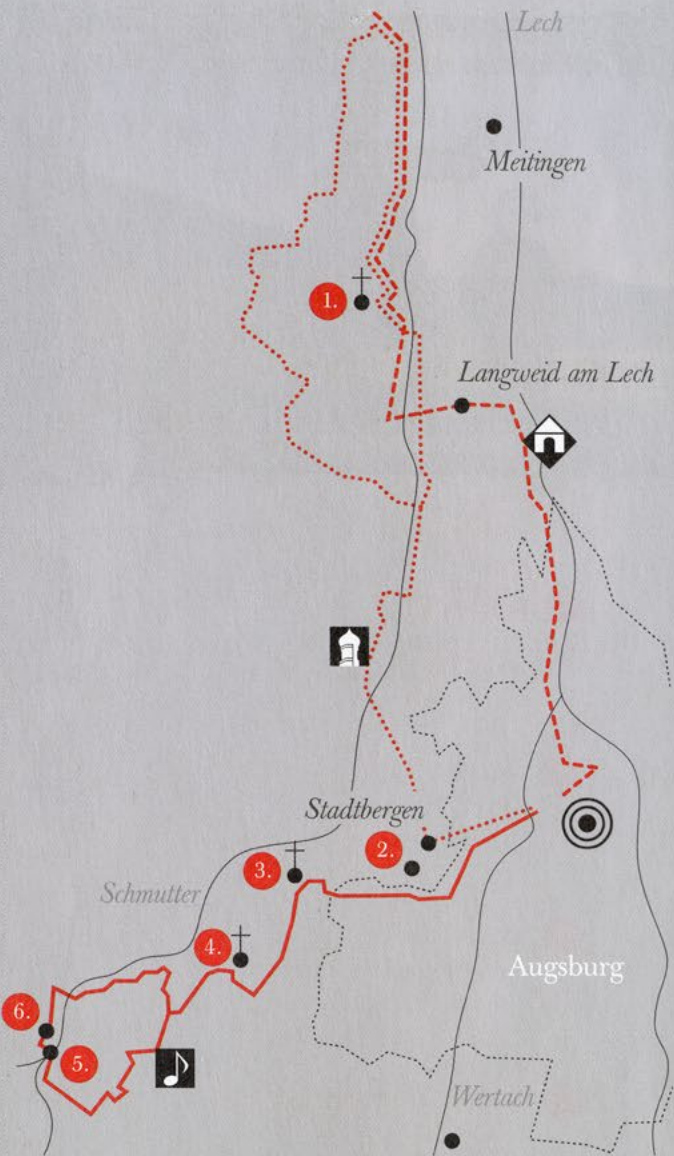 Lech
Meitingen
1.
Langweid am Lech
Stadtbergen
2.
3.
Schmutter
4.
Augsburg
6.
5.
Wertach